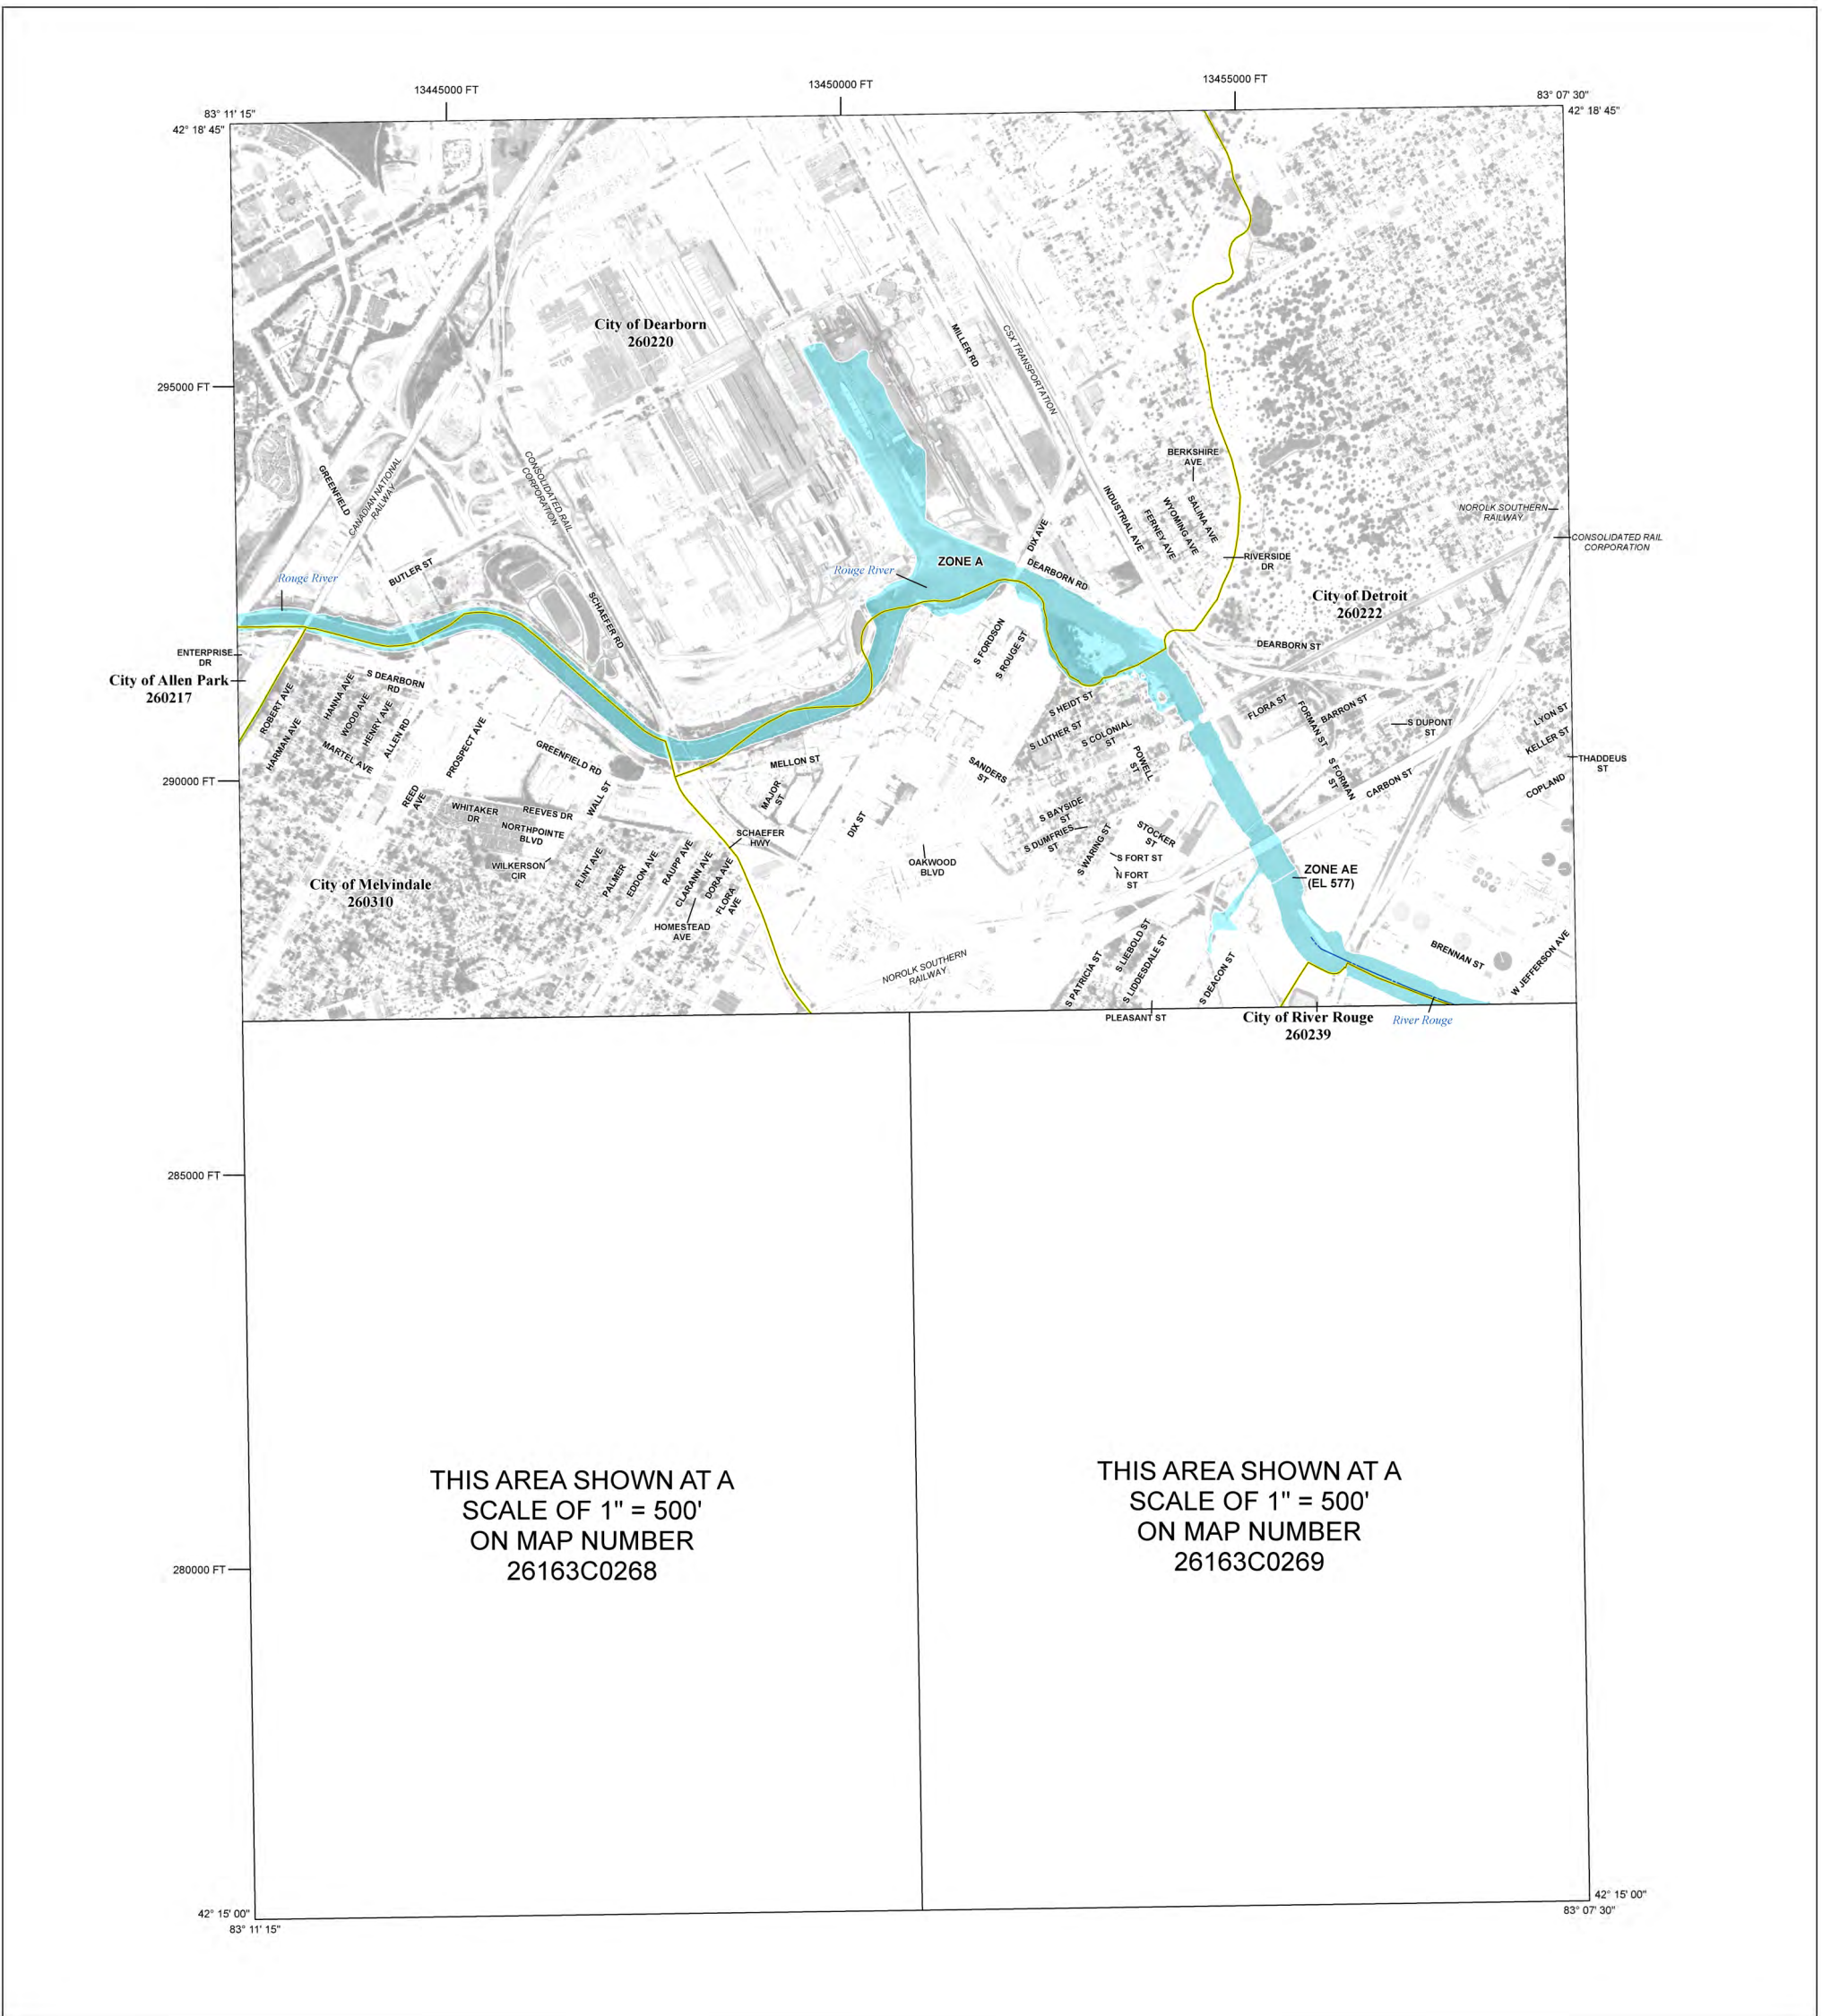 13445000 FT
13450000 FT
13455000 FT
83° 11' 15"
42° 18' 45"
83° 07' 30"
42° 18' 45"
City of Dearborn
260220
MILLER RD
CSX TRANSPORTATION
295000 FT
GREENFIELD
CANADIAN NATIONAL
RAILWAY
CONSOLIDATED RAIL
CORPORATION
BERKSHIRE
AVE
INDUSTRIAL AVE
FERNEY AVE
WYOMING AVE
SALINA AVE
NOROLK SOUTHERN
RAILWAY
CONSOLIDATED RAIL
CORPORATION
DIX AVE
RIVERSIDE
DR
ZONE A
Rouge River
Rouge River
BUTLER ST
DEARBORN RD
SCHAEFER RD
City of Detroit
260222
DEARBORN ST
ENTERPRISE
DR
City of Allen Park
260217
S DEARBORN
RD
ROBERT AVE
HARMAN AVE
HANNA AVE
WOOD AVE
HENRY AVE
ALLEN RD
MARTEL AVE
PROSPECT AVE
S FORDSON
S ROUGE ST
S HEIDT ST
S LUTHER ST
S COLONIAL
ST
FLORA ST
FORMAN ST
BARRON ST
S DUPONT
ST
LYON ST
KELLER ST
THADDEUS
ST
COPLAND
GREENFIELD RD
WALL ST
MELLON ST
MAJOR
ST
SANDERS
ST
POWELL
ST
S FORMAN
ST
CARBON ST
290000 FT
REED
AVE
WHITAKER
DR
REEVES DR
NORTHPOINTE
BLVD
WILKERSON
CIR
DIX ST
SCHAEFER
HWY
OAKWOOD
BLVD
S BAYSIDE
ST
S DUMFRIES
ST
S WARING ST
STOCKER
ST
S FORT ST
N FORT
ST
ZONE AE
(EL 577)
City of Melvindale
260310
FLINT AVE
PALMER
EDDON AVE
RAUPP AVE
CLARANN AVE
DORA AVE
FLORA
AVE
HOMESTEAD
AVE
NOROLK SOUTHERN
RAILWAY
S PATRICIA ST
S LIEBOLD ST
S LIDDESDALE ST
S DEACON ST
BRENNAN ST
W JEFFERSON AVE
PLEASANT ST
City of River Rouge
260239
River Rouge
285000 FT
THIS AREA SHOWN AT A
SCALE OF 1" = 500'
ON MAP NUMBER
26163C0268
THIS AREA SHOWN AT A
SCALE OF 1" = 500'
ON MAP NUMBER
26163C0269
280000 FT
42° 15' 00"
83° 11' 15"
42° 15' 00"
83° 07' 30"